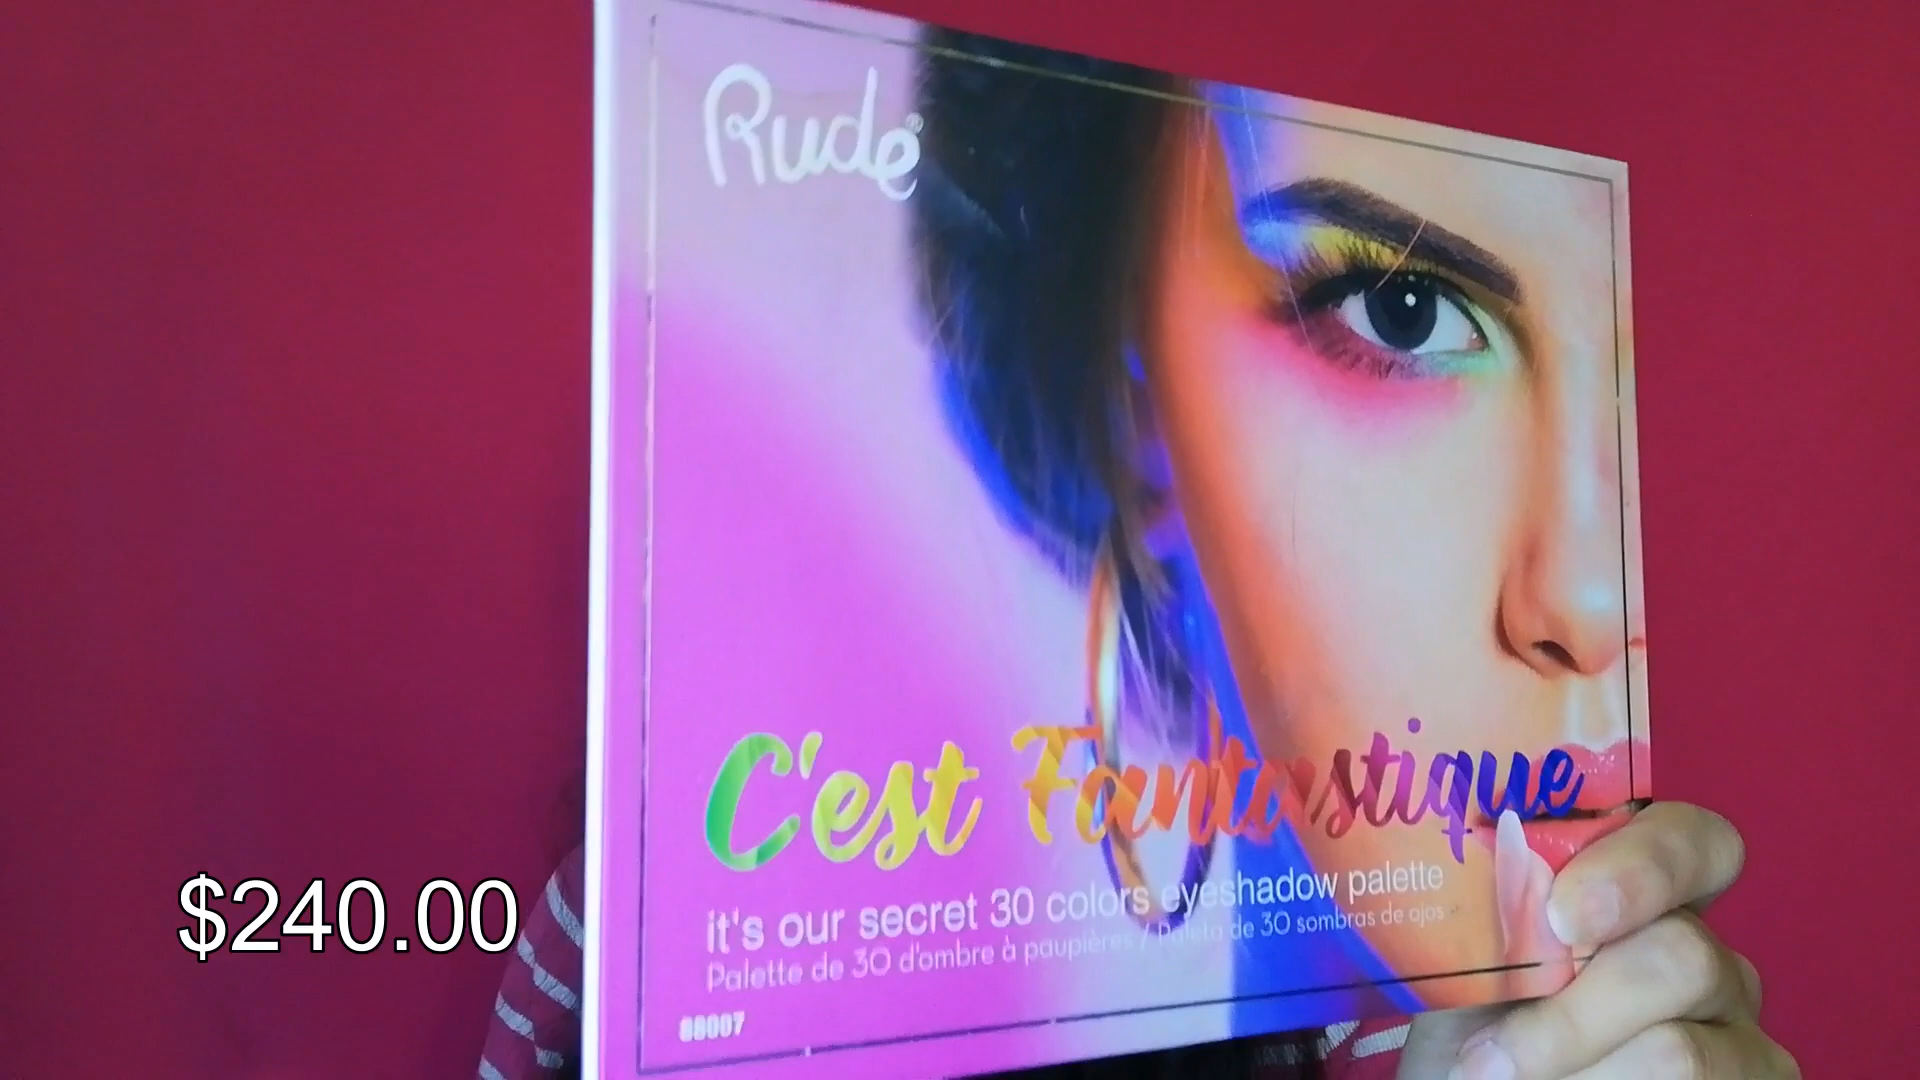 Rude®
C'est Fantastique
it's our secret 30 colors eyeshadow palette
Palette de 30 d'ombre à paupières / Paleta de 30 sombras de ojos
88007
$240.00